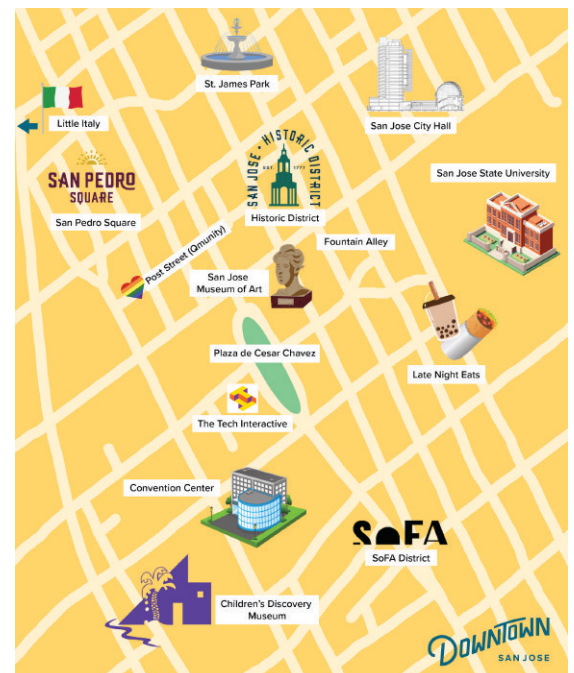 St. James Park
San Jose City Hall
Little Italy
SAN JOSE • HISTORIC DISTRICT
EST. 1777
Historic District
SAN PEDRO
SQUARE
San Pedro Square
San Jose State University
Fountain Alley
Post Street (Qmunity)
San Jose
Museum of Art
Plaza de Cesar Chavez
Late Night Eats
The Tech Interactive
Convention Center
SoFA
SoFA District
Children's Discovery
Museum
DOWNTOWN
SAN JOSE